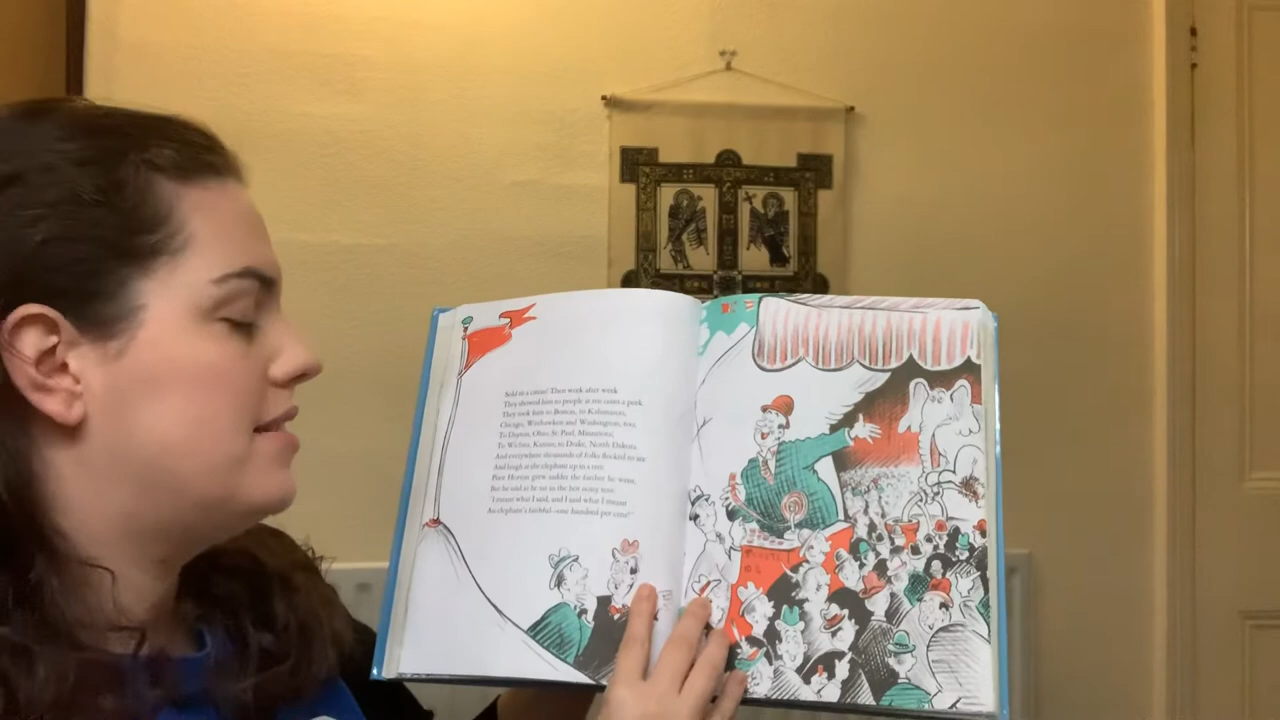 Sold to a circus! Then week after week
They showed him to people at ten cents a peek.
They took him to Boston, to Kalamazoo,
Chicago, Weehawken and Washington, too;
To Dayton, Ohio; St. Paul, Minnesota;
To Wichita, Kansas; to Drake, North Dakota.
And everywhere thousands of folks flocked to see
And laugh at the elephant up in a tree.
Poor Horton grew sadder the farther he went,
But he said as he sat in the hot noisy tent:
"I meant what I said, and I said what I meant
An elephant's faithful—one hundred per cent!"
TICKETS
10¢